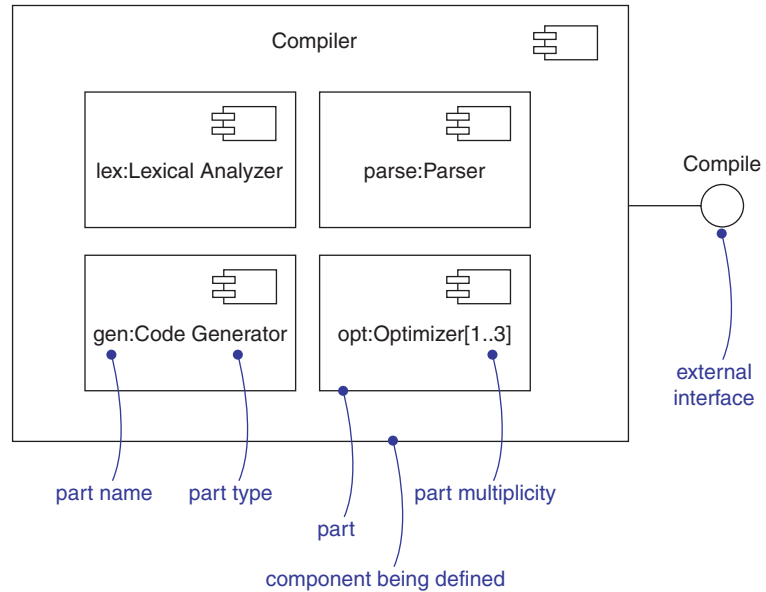 Compiler
lex:Lexical Analyzer
parse:Parser
Compile
gen:Code Generator
opt:Optimizer[1..3]
external
interface
part name
part type
part multiplicity
part
component being defined